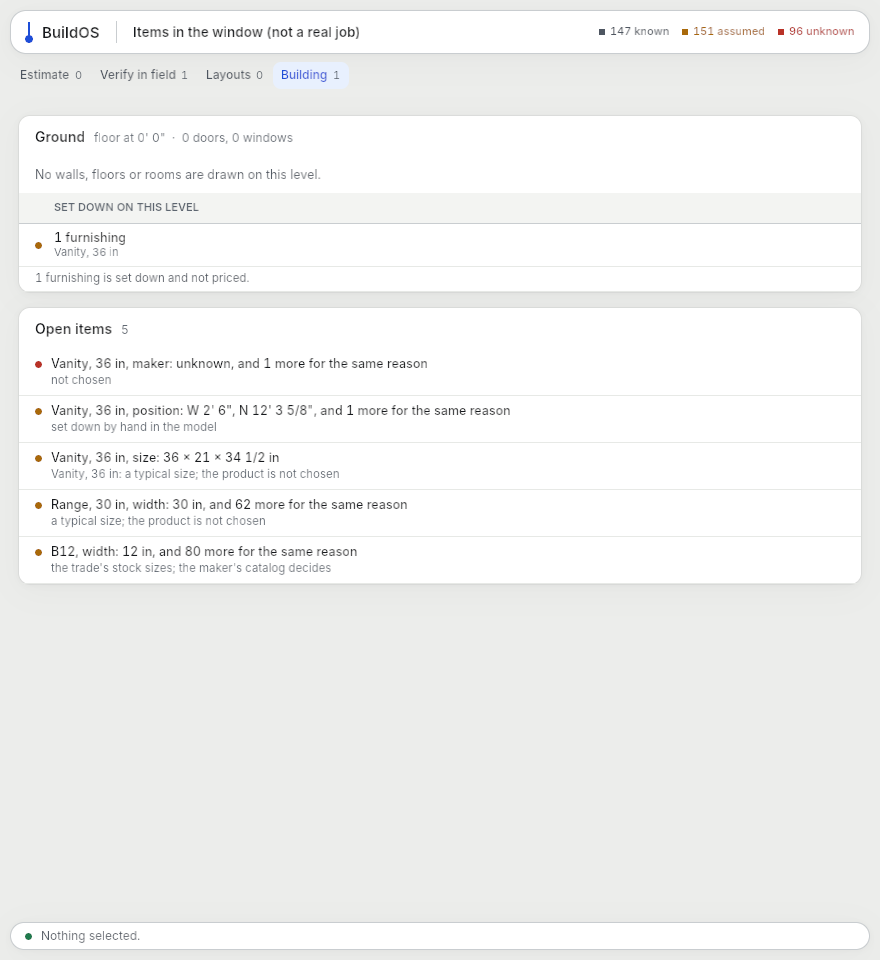 BuildOS
Items in the window (not a real job)
147 known
151 assumed
96 unknown
Estimate 0
Verify in field 1
Layouts 0
Building 1
Ground floor at 0' 0" · 0 doors, 0 windows
No walls, floors or rooms are drawn on this level.
SET DOWN ON THIS LEVEL
1 furnishing
Vanity, 36 in
1 furnishing is set down and not priced.
Open items 5
Vanity, 36 in, maker: unknown, and 1 more for the same reason
not chosen
Vanity, 36 in, position: W 2' 6", N 12' 3 5/8", and 1 more for the same reason
set down by hand in the model
Vanity, 36 in, size: 36 × 21 × 34 1/2 in
Vanity, 36 in: a typical size; the product is not chosen
Range, 30 in, width: 30 in, and 62 more for the same reason
a typical size; the product is not chosen
B12, width: 12 in, and 80 more for the same reason
the trade's stock sizes; the maker's catalog decides
Nothing selected.